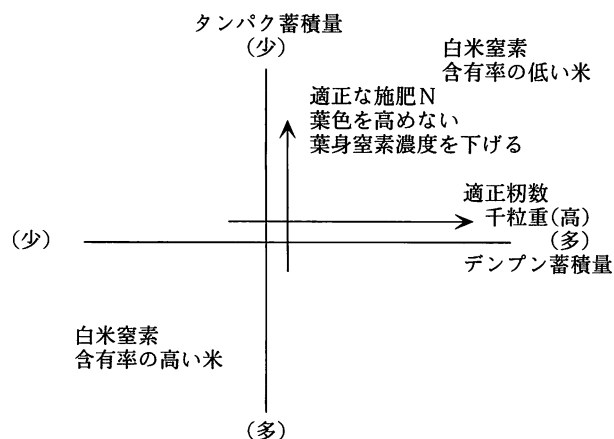 タンパク蓄積量
(少)
白米窒素
含有率の低い米
適正な施肥N
葉色を高めない
葉身窒素濃度を下げる
適正籾数
千粒重(高)
(少)
(多)
デンプン蓄積量
白米窒素
含有率の高い米
(多)